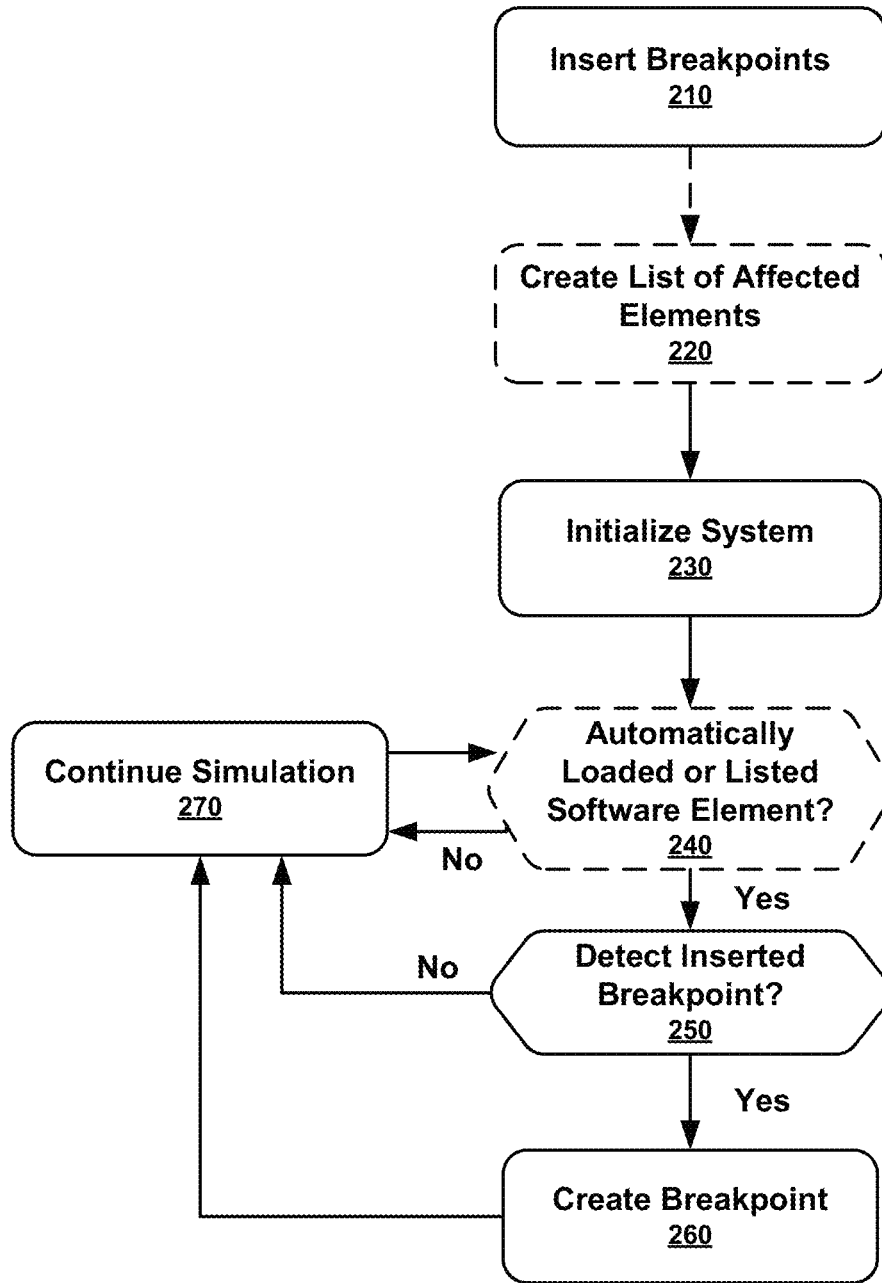 Insert Breakpoints
210
Create List of Affected
Elements
220
Initialize System
230
Automatically
Loaded or Listed
Software Element?
240
Continue Simulation
270
No
Yes
Detect Inserted
Breakpoint?
250
No
Yes
Create Breakpoint
260